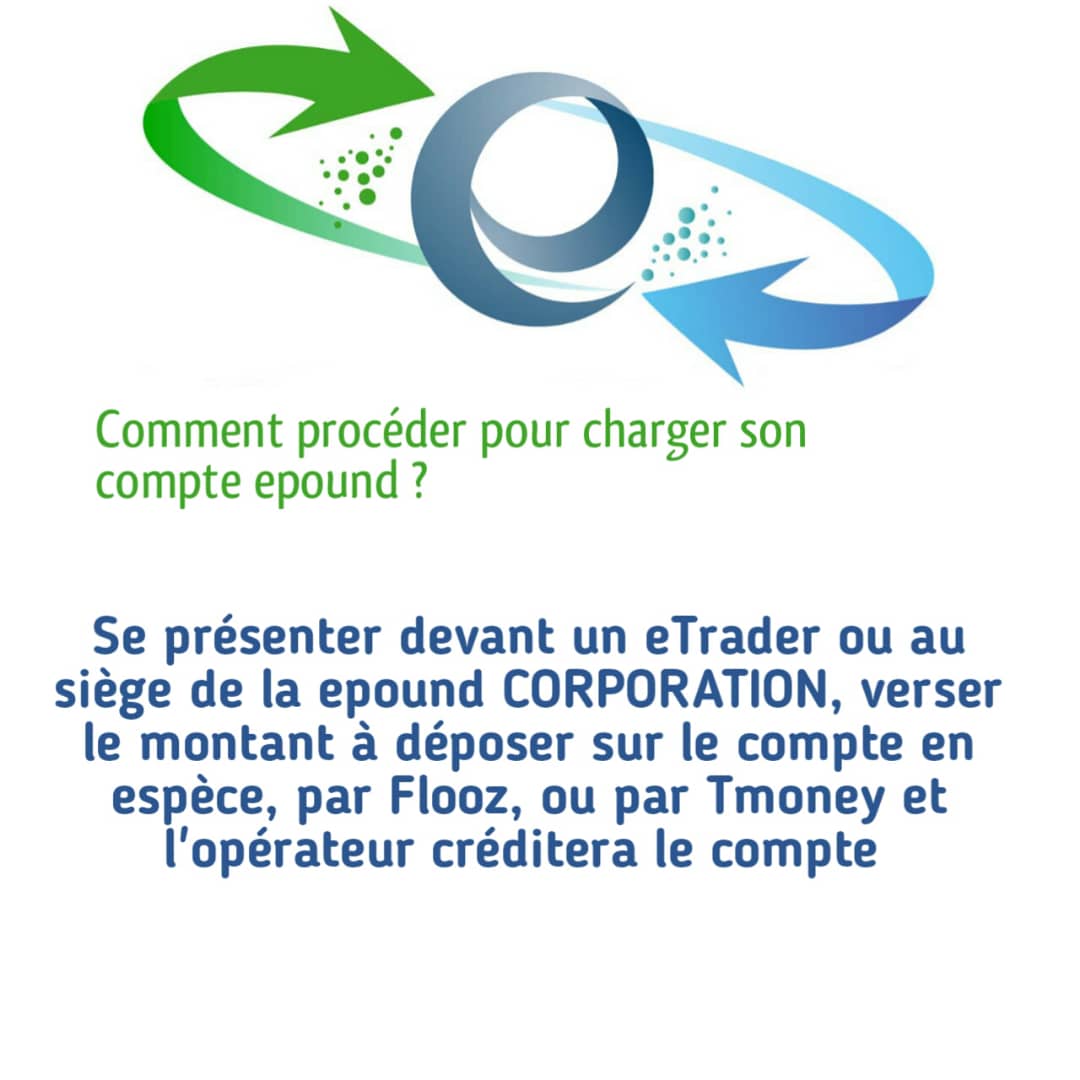 Comment procéder pour charger son
compte epound ?
Se présenter devant un eTrader ou au
siège de la epound CORPORATION, verser
le montant à déposer sur le compte en
espèce, par Flooz, ou par Tmoney et
l'opérateur créditera le compte